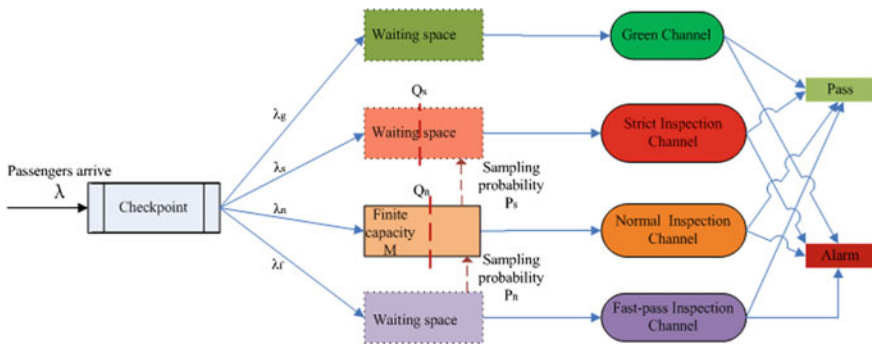 Waiting space
Green Channel
λg
Qs
Waiting space
Strict Inspection
Channel
Pass
Passengers arrive
λ
Checkpoint
λs
Sampling
probability
Ps
λn
Qn
Finite
capacity
M
Normal Inspection
Channel
Alarm
λf
Sampling
probability
Pn
Waiting space
Fast-pass Inspection
Channel